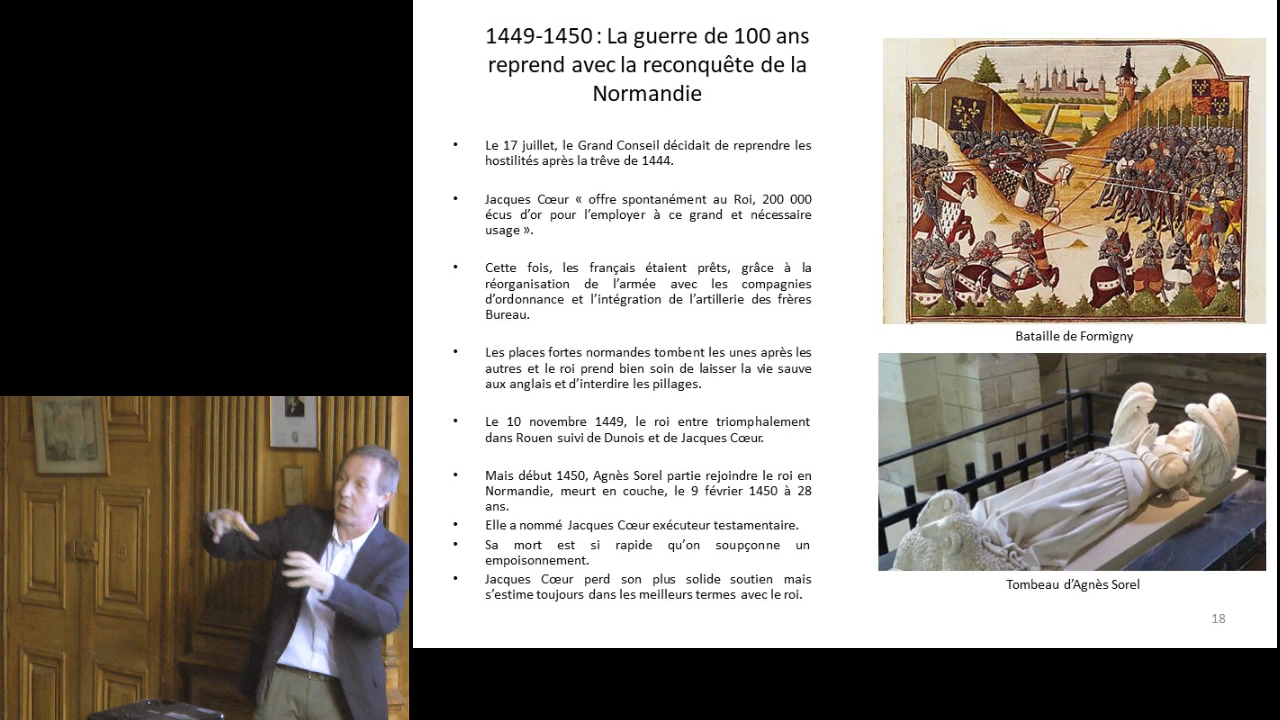 1449-1450 : La guerre de 100 ans
reprend avec la reconquête de la
Normandie
• Le 17 juillet, le Grand Conseil décidait de reprendre les
hostilités après la trêve de 1444.
• Jacques Cœur « offre spontanément au Roi, 200 000
écus d’or pour l’employer à ce grand et nécessaire
usage ».
• Cette fois, les français étaient prêts, grâce à la
réorganisation de l’armée avec les compagnies
d’ordonnance et l’intégration de l’artillerie des frères
Bureau.
• Les places fortes normandes tombent les unes après les
autres et le roi prend bien soin de laisser la vie sauve
aux anglais et d’interdire les pillages.
• Le 10 novembre 1449, le roi entre triomphalement
dans Rouen suivi de Dunois et de Jacques Cœur.
• Mais début 1450, Agnès Sorel partie rejoindre le roi en
Normandie, meurt en couche, le 9 février 1450 à 28
ans.
• Elle a nommé Jacques Cœur exécuteur testamentaire.
• Sa mort est si rapide qu’on soupçonne un
empoisonnement.
• Jacques Cœur perd son plus solide soutien mais
s’estime toujours dans les meilleurs termes avec le roi.
Bataille de Formigny
Tombeau d’Agnès Sorel
18